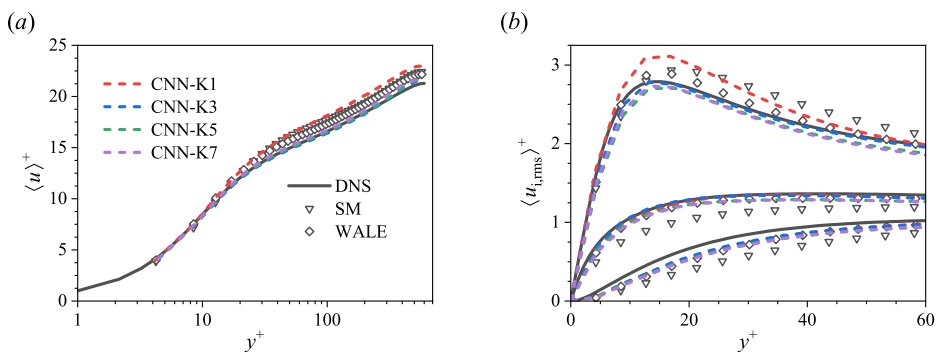 (a)
(b)
25
20
15
10
5
0
⟨u⟩⁺
CNN-K1
CNN-K3
CNN-K5
CNN-K7
DNS
SM
WALE
1
10
100
y⁺
3
2
1
0
⟨u_{i,rms}⟩⁺
0
20
40
60
y⁺